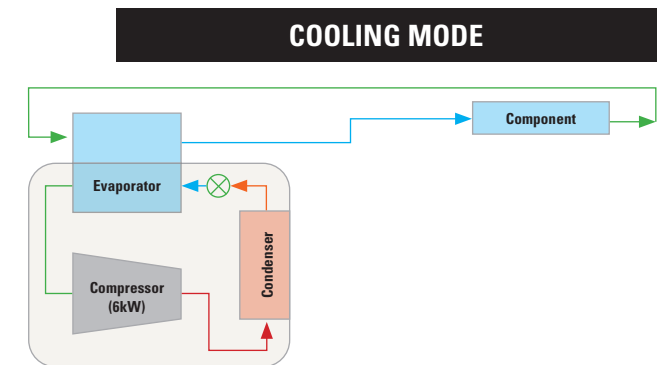 COOLING MODE
Component
Evaporator
Condenser
Compressor
(6kW)